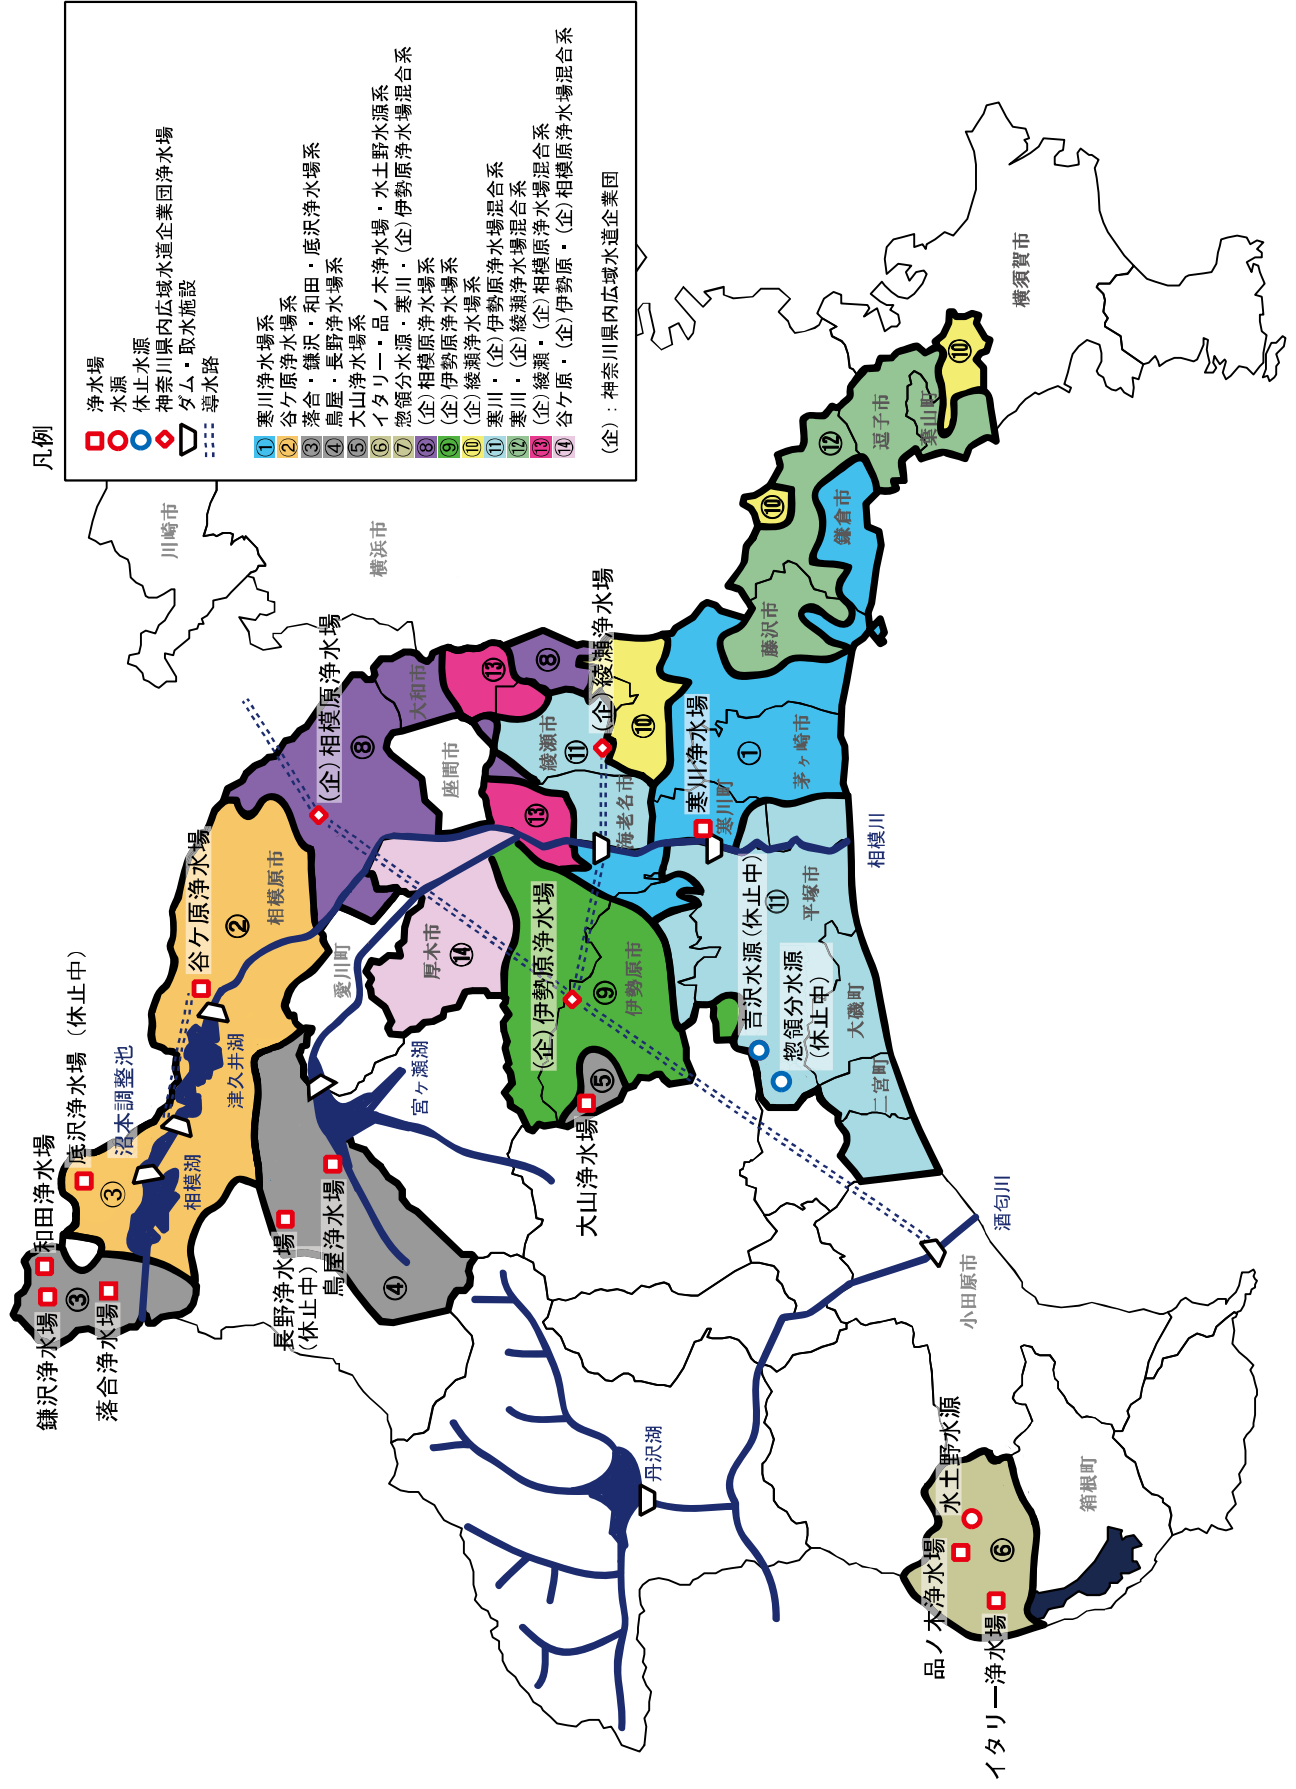 凡例
浄水場
水源
休止水源
神奈川県内広域水道企業団浄水場
ダム・取水施設
導水路
① 寒川浄水場系
② 谷ケ原浄水場系
③ 落合・鎌沢・和田・底沢浄水場系
④ 鳥屋・長野浄水場系
⑤ 大山浄水場系
⑥ イタリー・品ノ木浄水場・水土野水源系
⑦ 惣領分水源・寒川・(企)伊勢原浄水場混合系
⑧ (企)相模原浄水場系
⑨ (企)伊勢原浄水場系
⑩ (企)綾瀬浄水場系
⑪ 寒川・(企)伊勢原浄水場混合系
⑫ 寒川・(企)綾瀬浄水場混合系
⑬ (企)綾瀬・(企)相模原浄水場混合系
⑭ 谷ケ原・(企)伊勢原・(企)相模原浄水場混合系
(企):神奈川県内広域水道企業団
川崎市
横浜市
横須賀市
⑩
葉山町
逗子市
⑫
⑩
鎌倉市
藤沢市
(企)綾瀬浄水場
(企)相模原浄水場
⑧
大和市
⑬
⑧
座間市
綾瀬市
⑪
⑩
⑬
海老名市
寒川浄水場
寒川町
①
茅ヶ崎市
相模川
谷ケ原浄水場
相模原市
②
愛川町
厚木市
⑭
(企)伊勢原浄水場
⑨
伊勢原市
⑤
大山浄水場
吉沢水源(休止中)
⑪
平塚市
惣領分水源
(休止中)
大磯町
二宮町
底沢浄水場(休止中)
沼本調整池
津久井湖
相模湖
③
和田浄水場
鎌沢浄水場
③
落合浄水場
宮ヶ瀬湖
長野浄水場
(休止中)
鳥屋浄水場
④
酒匂川
小田原市
丹沢湖
水土野水源
品ノ木浄水場
⑥
イタリー浄水場
箱根町